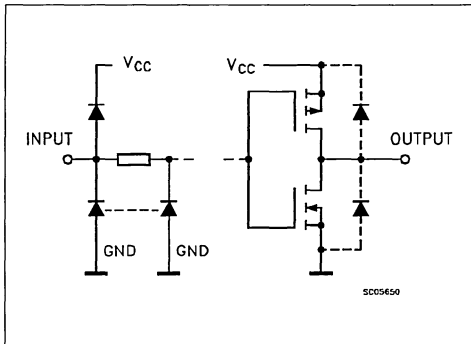 VCC
VCC
INPUT
OUTPUT
GND
GND
SC05650